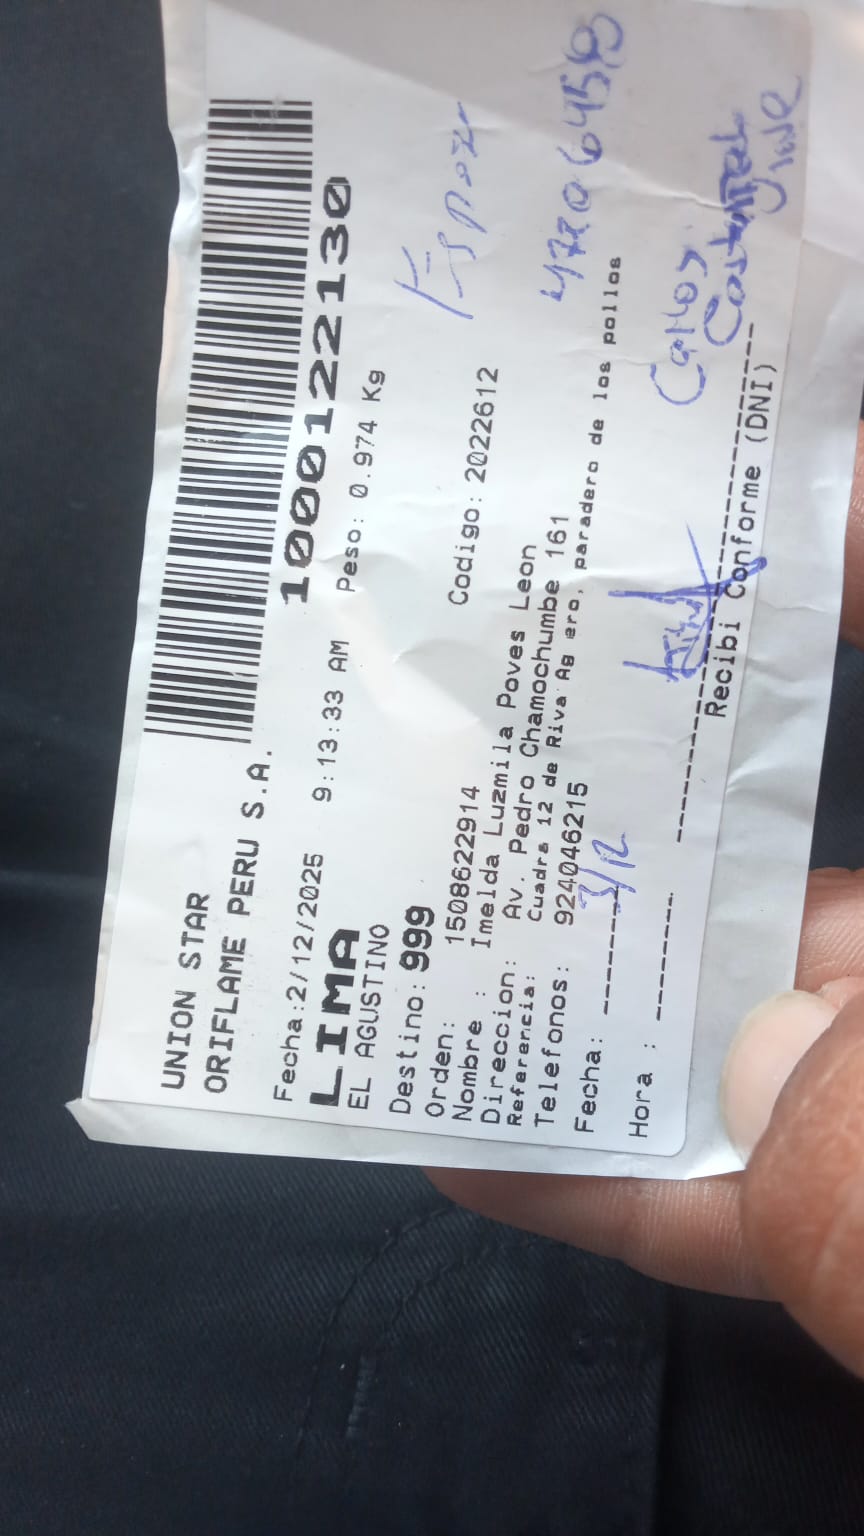 UNION STAR
ORIFLAME PERU S.A.
1000122130
Fecha:2/12/2025 9:13:33 AM Peso: 0.974 Kg
LIMA
EL AGUSTINO
Destino: 999
Orden: 1508622914 Codigo: 2022612
Nombre : Imelda Luzmila Poves Leon
Direccion: Av. Pedro Chamochumbe 161
Referencia: Cuadra 12 de Riva Ag ero, paradero de los pollos
Telefonos: 924046215
Fecha: 3/12
Hora :
Carlos
Recibi Conforme (DNI)